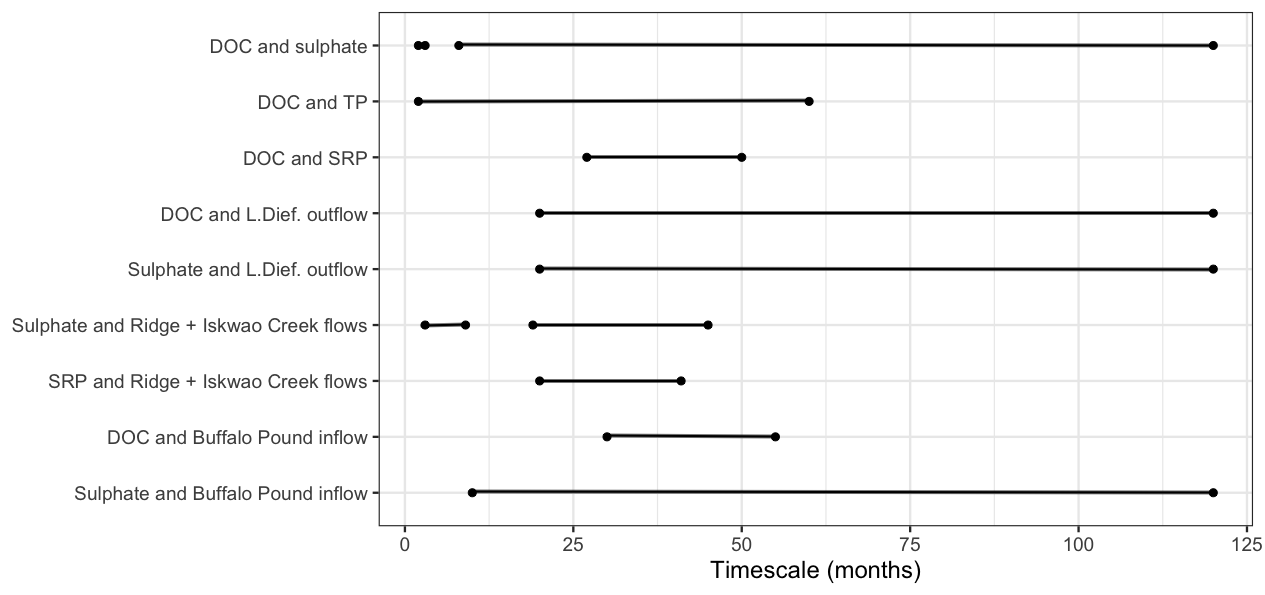 DOC and sulphate
DOC and TP
DOC and SRP
DOC and L.Dief. outflow
Sulphate and L.Dief. outflow
Sulphate and Ridge + Iskwao Creek flows
SRP and Ridge + Iskwao Creek flows
DOC and Buffalo Pound inflow
Sulphate and Buffalo Pound inflow
0 25 50 75 100 125
Timescale (months)